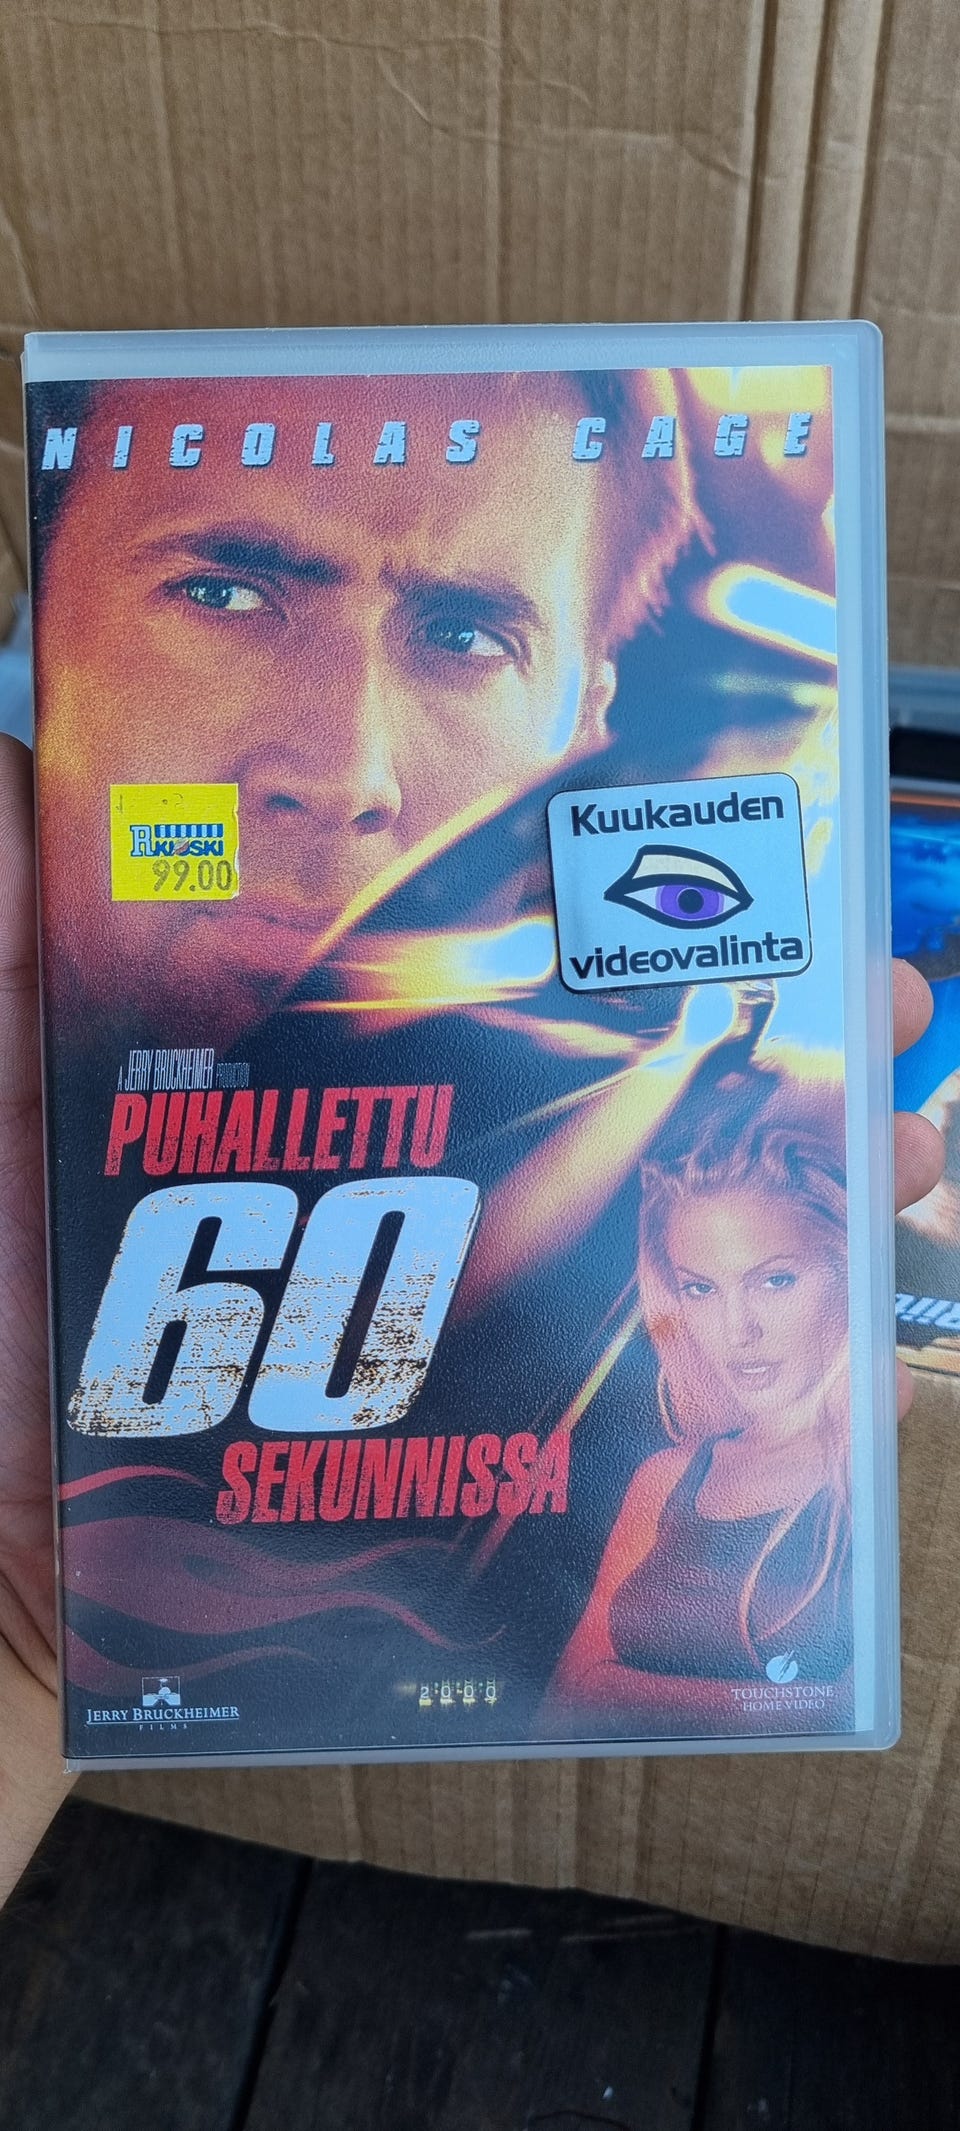 NICOLAS CAGE
R KIOSKI
99.00
Kuukauden
videovalinta
A JERRY BRUCKHEIMER PRODUCTION
PUHALLETTU
60
SEKUNNISSA
JERRY BRUCKHEIMER
FILMS
2000
TOUCHSTONE
HOME VIDEO